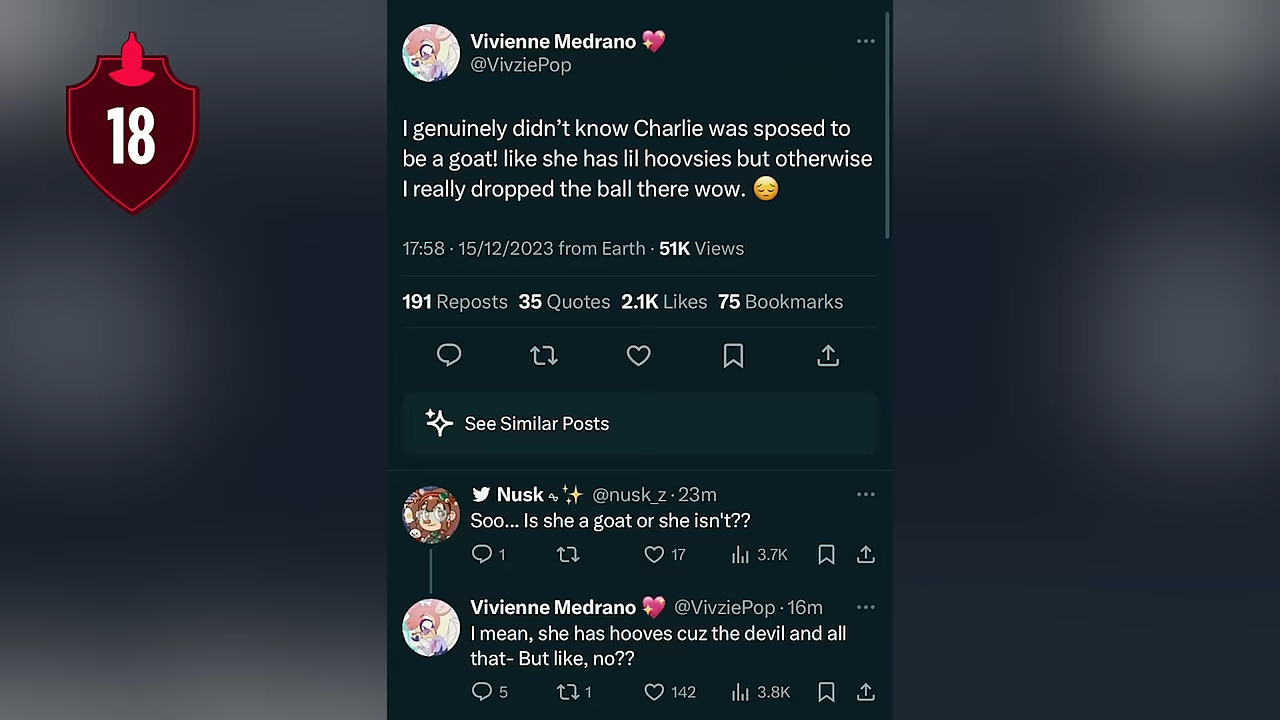 18
Vivienne Medrano 💖
@VivziePop
I genuinely didn’t know Charlie was sposed to
be a goat! like she has lil hoovsies but otherwise
I really dropped the ball there wow. 😔
17:58 · 15/12/2023 from Earth · 51K Views
191 Reposts 35 Quotes 2.1K Likes 75 Bookmarks
See Similar Posts
Nusk ✨ @nusk_z · 23m
Soo... Is she a goat or she isn't??
1 17 3.7K
Vivienne Medrano 💖 @VivziePop · 16m
I mean, she has hooves cuz the devil and all
that- But like, no??
5 1 142 3.8K